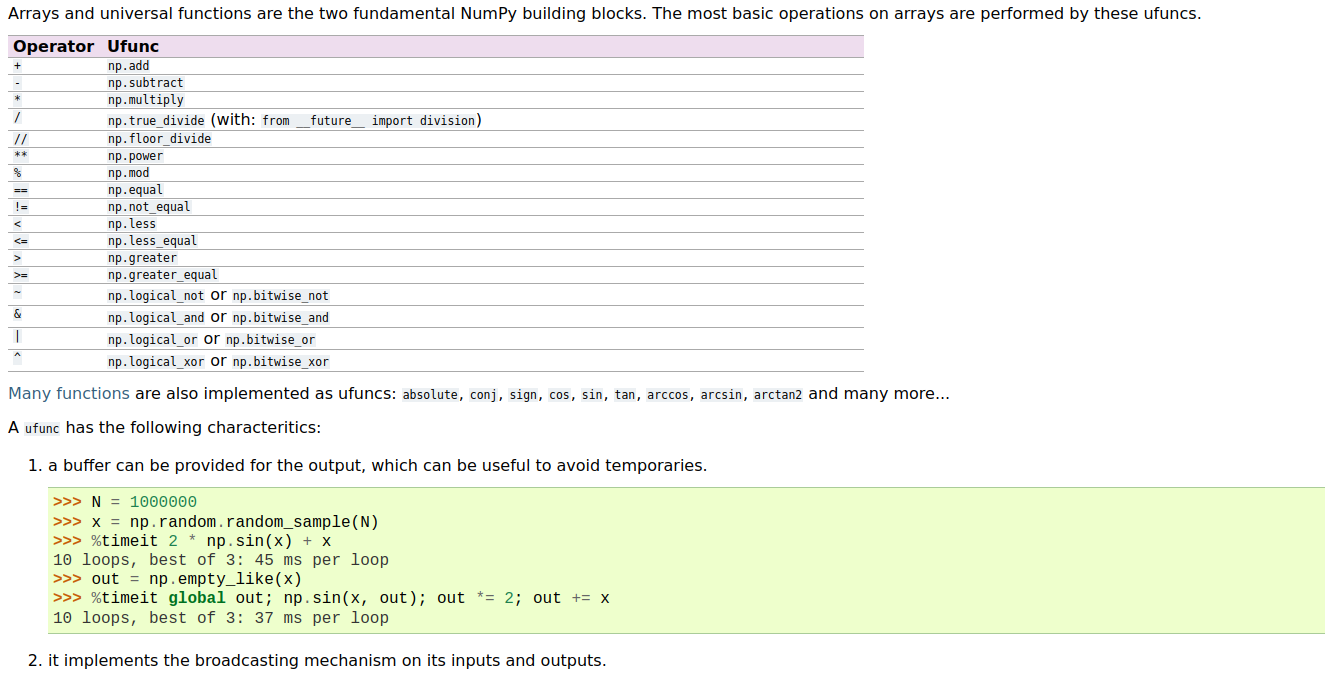 Arrays and universal functions are the two fundamental NumPy building blocks. The most basic operations on arrays are performed by these ufuncs.
Operator Ufunc
+ np.add
- np.subtract
* np.multiply
/ np.true_divide (with: from __future__ import division)
// np.floor_divide
** np.power
% np.mod
== np.equal
!= np.not_equal
< np.less
<= np.less_equal
> np.greater
>= np.greater_equal
~ np.logical_not or np.bitwise_not
& np.logical_and or np.bitwise_and
| np.logical_or or np.bitwise_or
^ np.logical_xor or np.bitwise_xor
Many functions are also implemented as ufuncs: absolute, conj, sign, cos, sin, tan, arccos, arcsin, arctan2 and many more...
A ufunc has the following characteritics:
1. a buffer can be provided for the output, which can be useful to avoid temporaries.
>>> N = 1000000
>>> x = np.random.random_sample(N)
>>> %timeit 2 * np.sin(x) + x
10 loops, best of 3: 45 ms per loop
>>> out = np.empty_like(x)
>>> %timeit global out; np.sin(x, out); out *= 2; out += x
10 loops, best of 3: 37 ms per loop
2. it implements the broadcasting mechanism on its inputs and outputs.